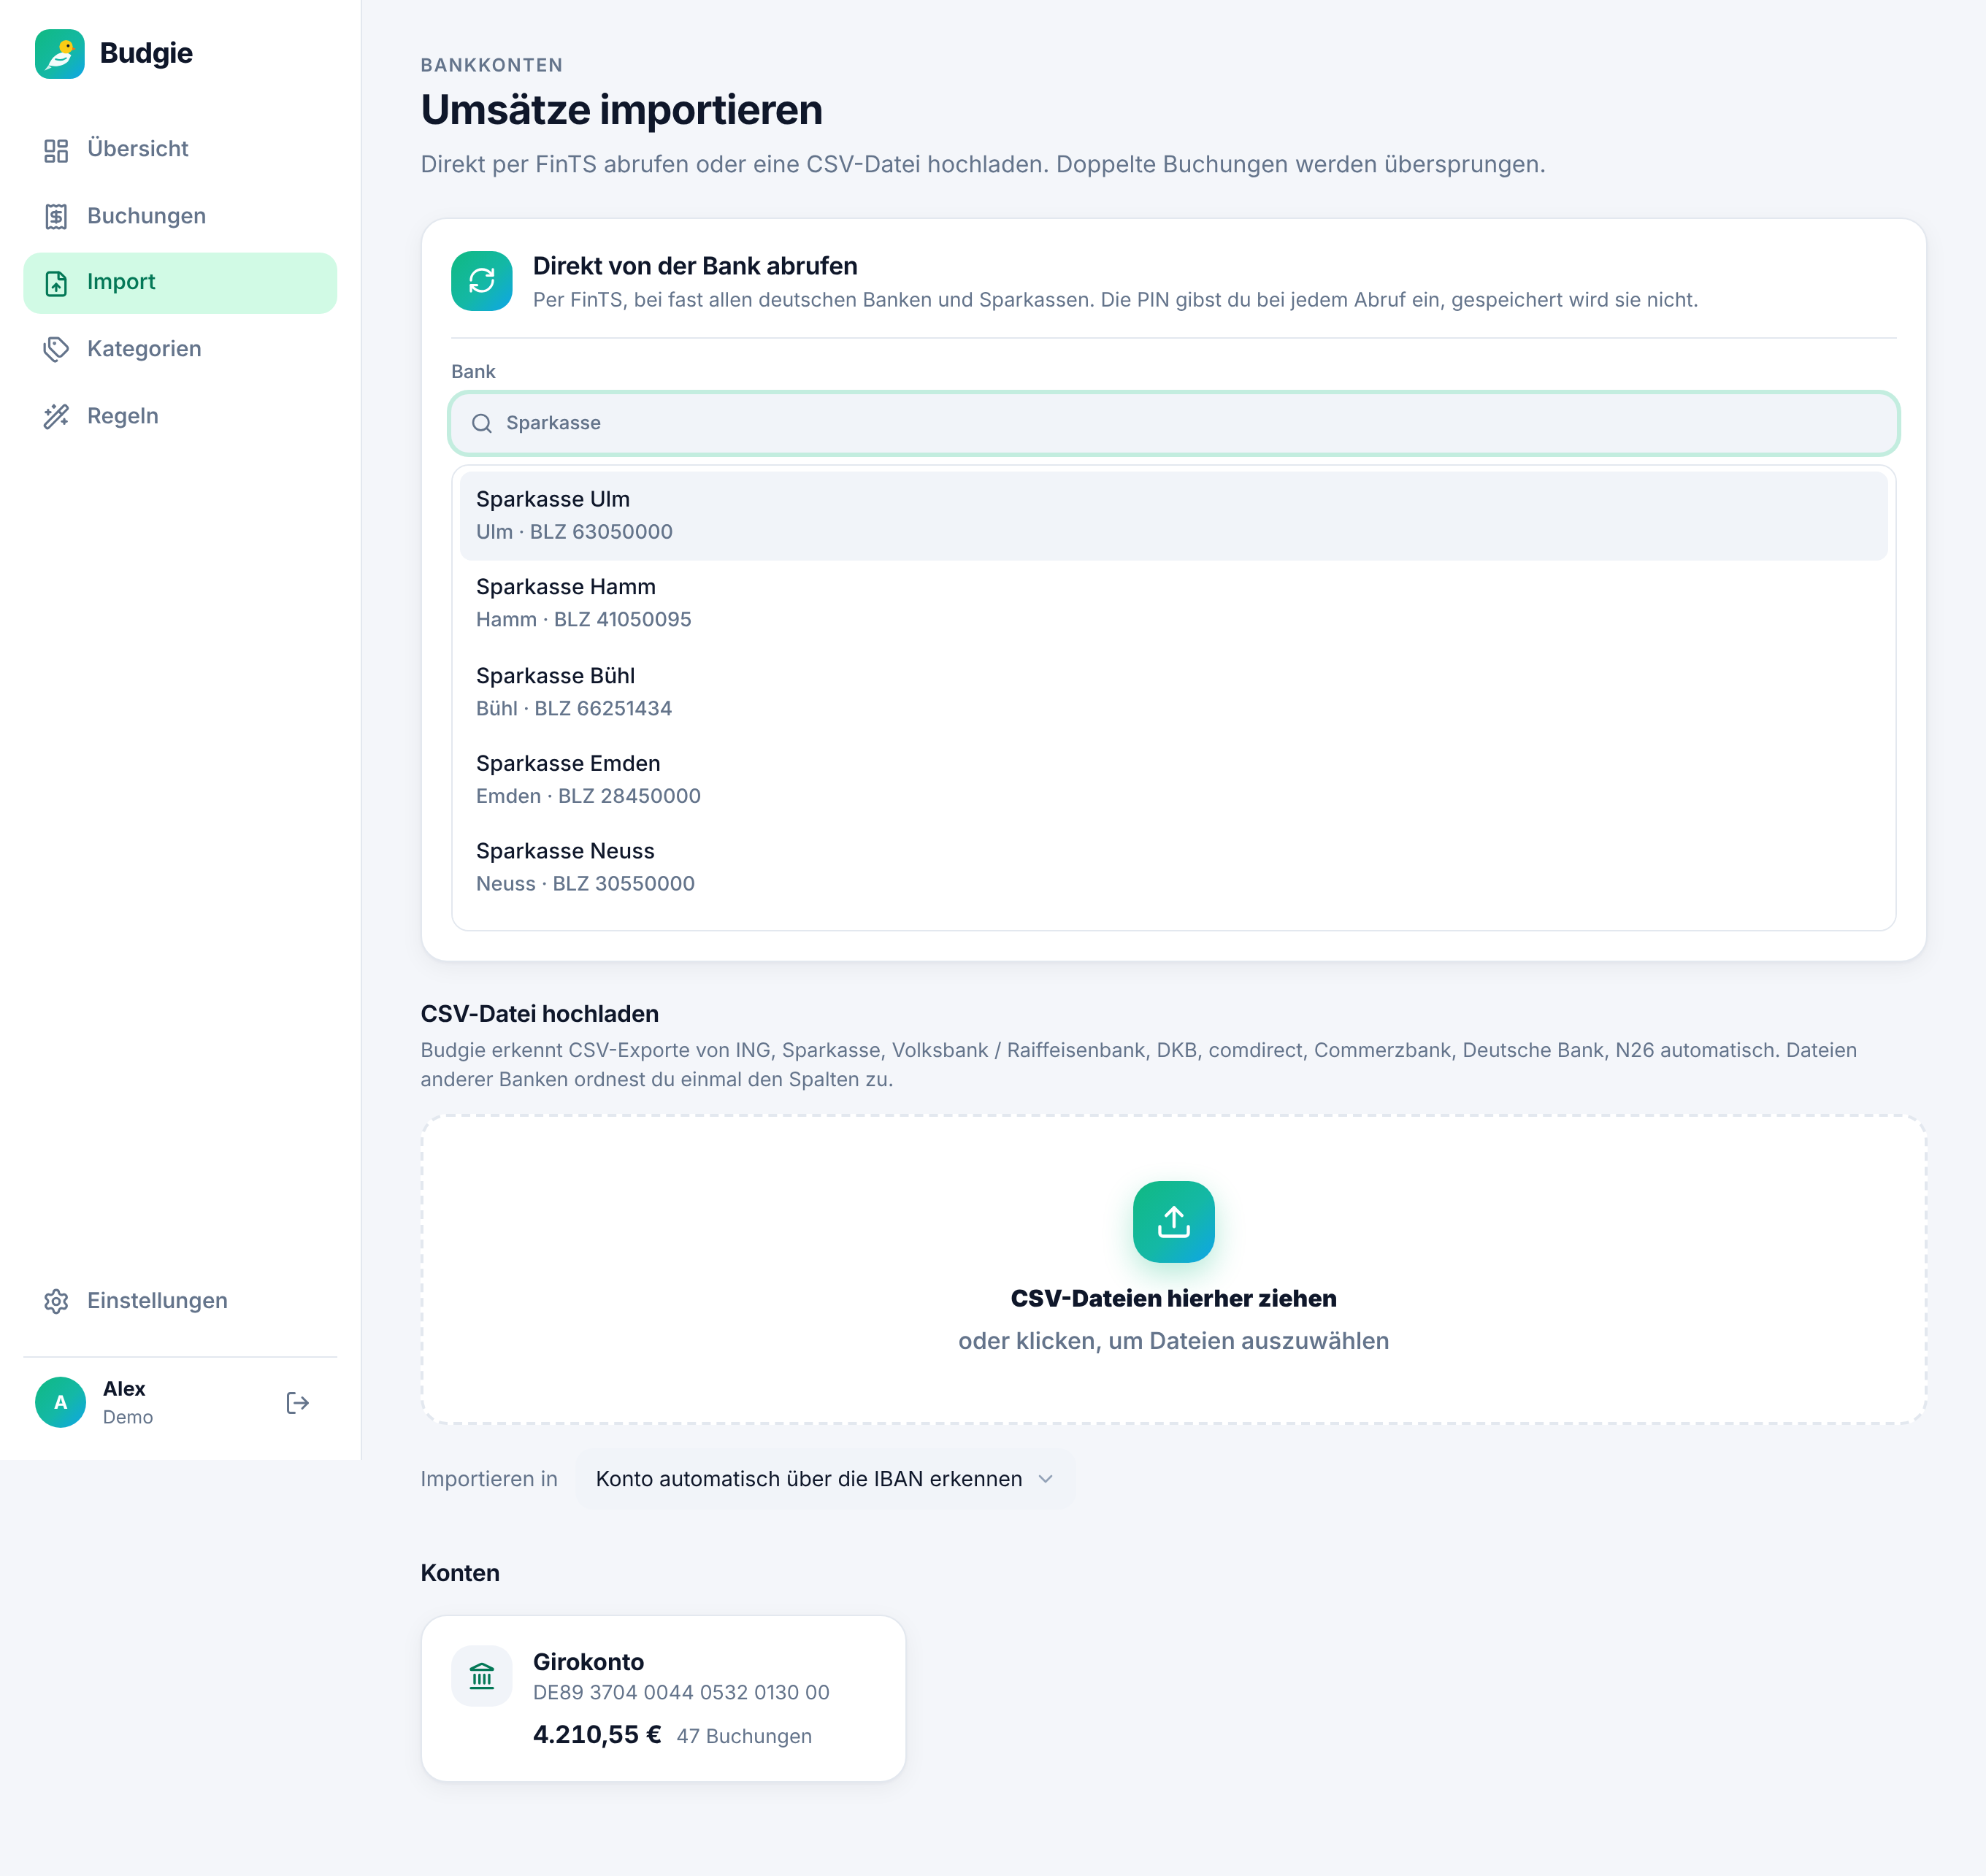 Budgie
Übersicht
Buchungen
Import
Kategorien
Regeln
Einstellungen
A
Alex
Demo
BANKKONTEN
Umsätze importieren
Direkt per FinTS abrufen oder eine CSV-Datei hochladen. Doppelte Buchungen werden übersprungen.
Direkt von der Bank abrufen
Per FinTS, bei fast allen deutschen Banken und Sparkassen. Die PIN gibst du bei jedem Abruf ein, gespeichert wird sie nicht.
Bank
Sparkasse
Sparkasse Ulm
Ulm · BLZ 63050000
Sparkasse Hamm
Hamm · BLZ 41050095
Sparkasse Bühl
Bühl · BLZ 66251434
Sparkasse Emden
Emden · BLZ 28450000
Sparkasse Neuss
Neuss · BLZ 30550000
CSV-Datei hochladen
Budgie erkennt CSV-Exporte von ING, Sparkasse, Volksbank / Raiffeisenbank, DKB, comdirect, Commerzbank, Deutsche Bank, N26 automatisch. Dateien
anderer Banken ordnest du einmal den Spalten zu.
CSV-Dateien hierher ziehen
oder klicken, um Dateien auszuwählen
Importieren in
Konto automatisch über die IBAN erkennen
Konten
Girokonto
DE89 3704 0044 0532 0130 00
4.210,55 € 47 Buchungen